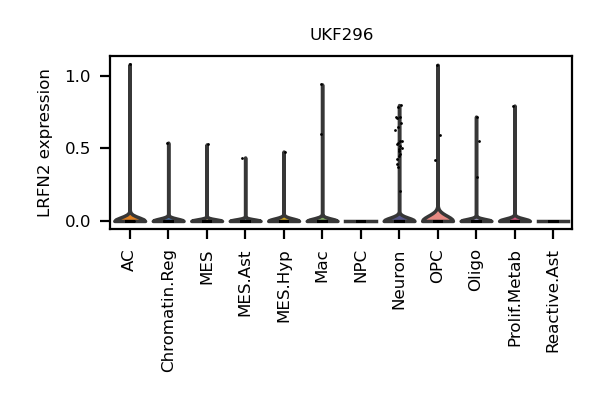 UKF296
LRFN2 expression
1.0
0.5
0.0
AC
Chromatin.Reg
MES
MES.Ast
MES.Hyp
Mac
NPC
Neuron
OPC
Oligo
Prolif.Metab
Reactive.Ast